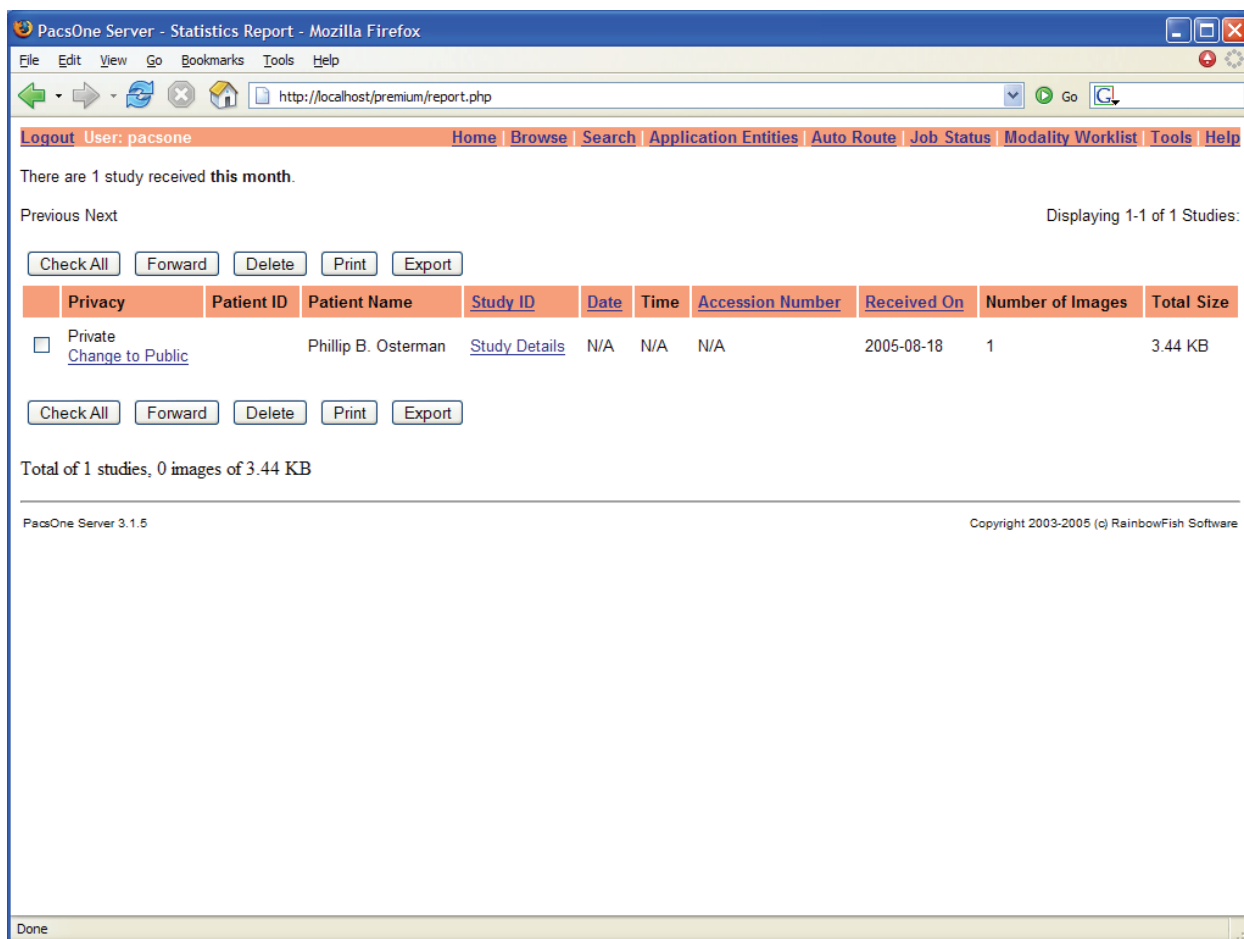 PacsOne Server - Statistics Report - Mozilla Firefox
File Edit View Go Bookmarks Tools Help
http://localhost/premium/report.php Go G
Logout User: pacsone Home | Browse | Search | Application Entities | Auto Route | Job Status | Modality Worklist | Tools | Help
There are 1 study received this month.
Previous Next Displaying 1-1 of 1 Studies:
Check All Forward Delete Print Export
Privacy Patient ID Patient Name Study ID Date Time Accession Number Received On Number of Images Total Size
Private
Change to Public Phillip B. Osterman Study Details N/A N/A N/A 2005-08-18 1 3.44 KB
Check All Forward Delete Print Export
Total of 1 studies, 0 images of 3.44 KB
PacsOne Server 3.1.5 Copyright 2003-2005 (c) RainbowFish Software
Done